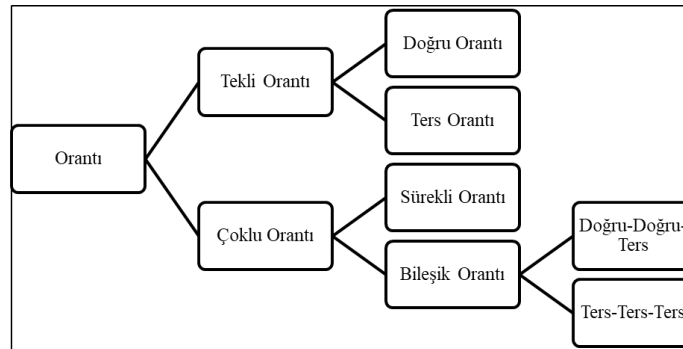 Orantı
Tekli Orantı
Doğru Orantı
Ters Orantı
Çoklu Orantı
Sürekli Orantı
Bileşik Orantı
Doğru-Doğru-
Ters
Ters-Ters-Ters